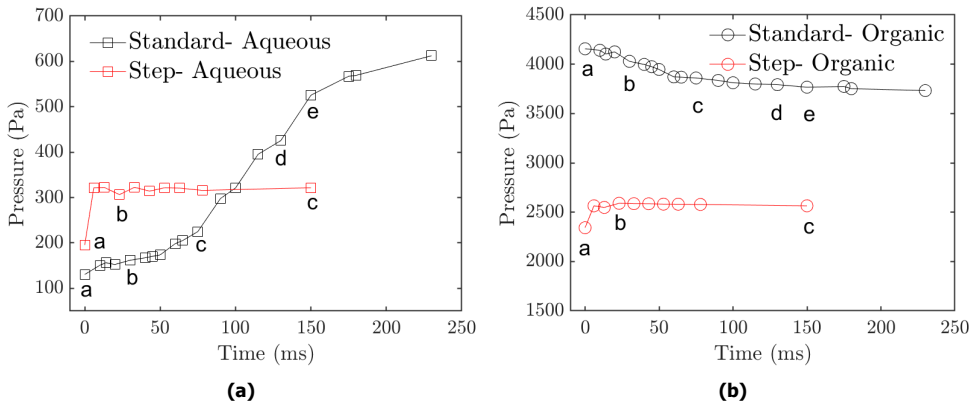 700
600
500
400
300
200
100
Pressure (Pa)
Standard- Aqueous
Step- Aqueous
a
b
c
a
b
c
d
e
0
50
100
150
200
250
Time (ms)
(a)
4500
4000
3500
3000
2500
2000
1500
Pressure (Pa)
Standard- Organic
Step- Organic
a
b
c
d
e
a
b
c
0
50
100
150
200
250
Time (ms)
(b)